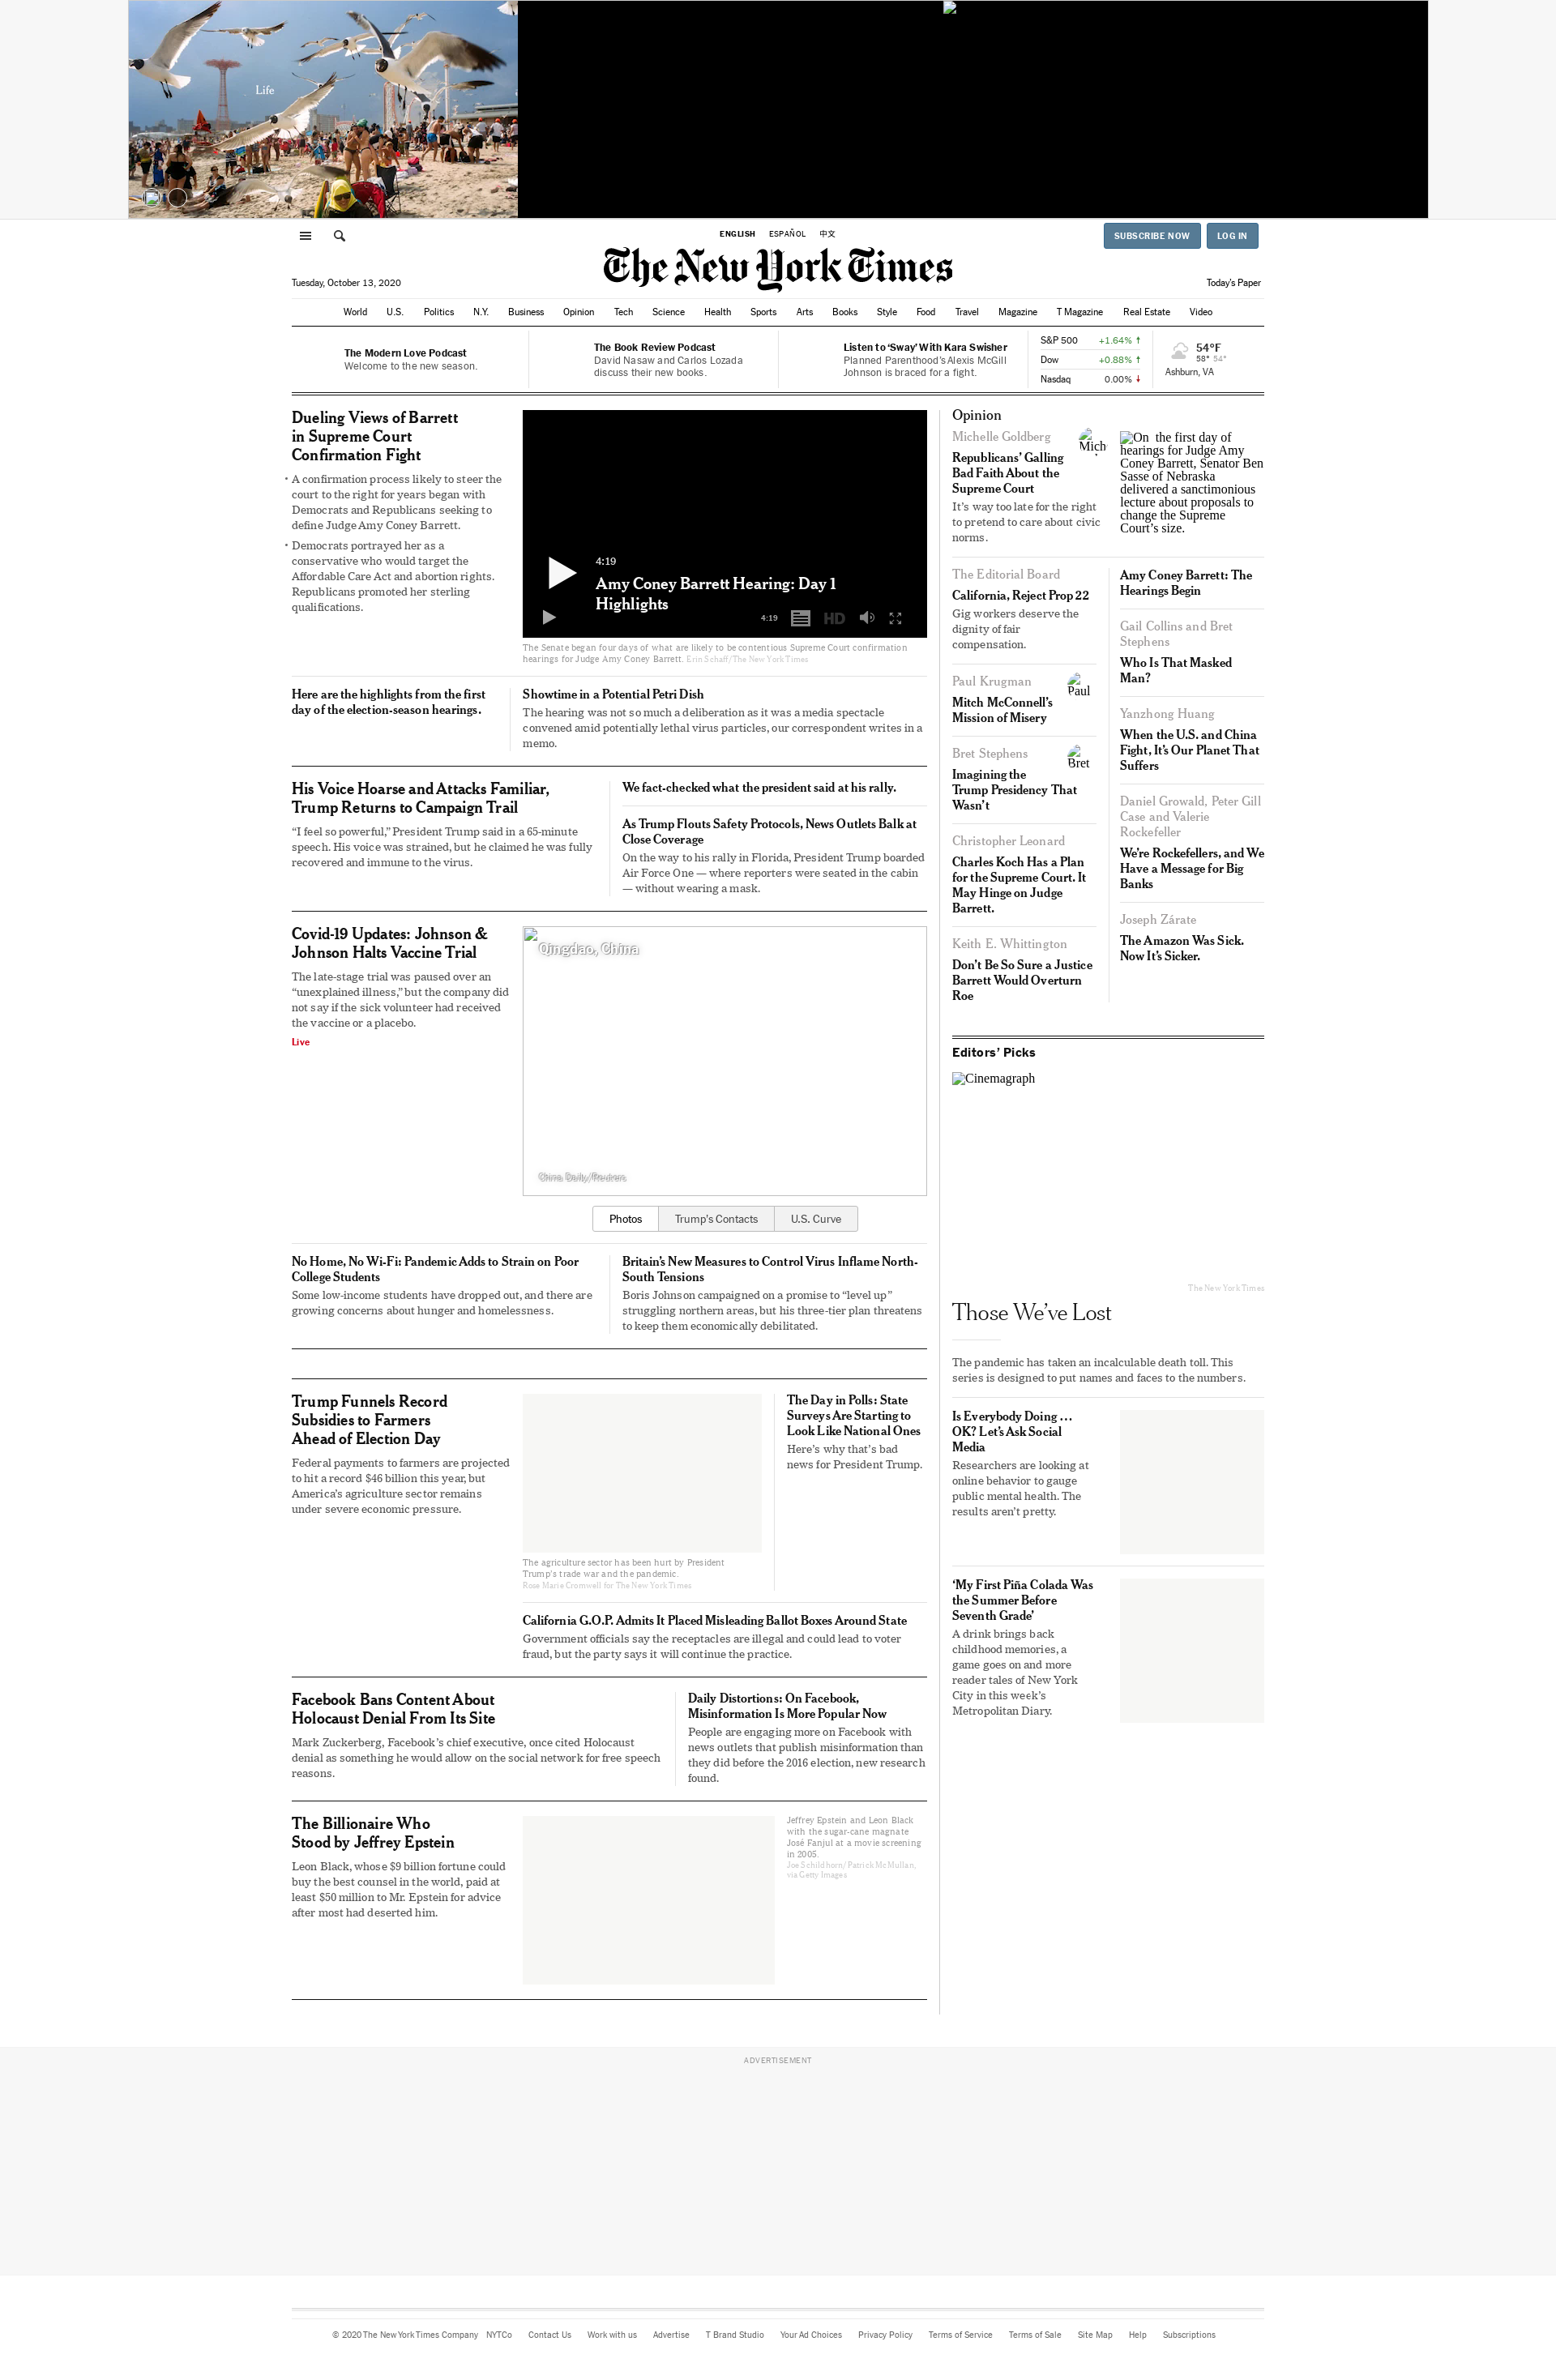 Life
ENGLISH ESPAÑOL 中文
SUBSCRIBE NOW LOG IN
The New York Times
Tuesday, October 13, 2020
Today's Paper
World U.S. Politics N.Y. Business Opinion Tech Science Health Sports Arts Books Style Food Travel Magazine T Magazine Real Estate Video
The Modern Love Podcast
Welcome to the new season.
The Book Review Podcast
David Nasaw and Carlos Lozada
discuss their new books.
Listen to ‘Sway’ With Kara Swisher
Planned Parenthood’s Alexis McGill
Johnson is braced for a fight.
S&P 500 +1.64%
Dow +0.88%
Nasdaq 0.00%
54°F
58° 54°
Ashburn, VA
Dueling Views of Barrett
in Supreme Court
Confirmation Fight
• A confirmation process likely to steer the
court to the right for years began with
Democrats and Republicans seeking to
define Judge Amy Coney Barrett.
• Democrats portrayed her as a
conservative who would target the
Affordable Care Act and abortion rights.
Republicans promoted her sterling
qualifications.
4:19
Amy Coney Barrett Hearing: Day 1
Highlights
4:19 HD
The Senate began four days of what are likely to be contentious Supreme Court confirmation
hearings for Judge Amy Coney Barrett. Erin Schaff/The New York Times
Here are the highlights from the first
day of the election-season hearings.
Showtime in a Potential Petri Dish
The hearing was not so much a deliberation as it was a media spectacle
convened amid potentially lethal virus particles, our correspondent writes in a
memo.
His Voice Hoarse and Attacks Familiar,
Trump Returns to Campaign Trail
“I feel so powerful,” President Trump said in a 65-minute
speech. His voice was strained, but he claimed he was fully
recovered and immune to the virus.
We fact-checked what the president said at his rally.
As Trump Flouts Safety Protocols, News Outlets Balk at
Close Coverage
On the way to his rally in Florida, President Trump boarded
Air Force One — where reporters were seated in the cabin
— without wearing a mask.
Covid-19 Updates: Johnson &
Johnson Halts Vaccine Trial
The late-stage trial was paused over an
“unexplained illness,” but the company did
not say if the sick volunteer had received
the vaccine or a placebo.
Live
Qingdao, China
China Daily/Reuters
Photos Trump’s Contacts U.S. Curve
No Home, No Wi-Fi: Pandemic Adds to Strain on Poor
College Students
Some low-income students have dropped out, and there are
growing concerns about hunger and homelessness.
Britain’s New Measures to Control Virus Inflame North-
South Tensions
Boris Johnson campaigned on a promise to “level up”
struggling northern areas, but his three-tier plan threatens
to keep them economically debilitated.
Trump Funnels Record
Subsidies to Farmers
Ahead of Election Day
Federal payments to farmers are projected
to hit a record $46 billion this year, but
America’s agriculture sector remains
under severe economic pressure.
The agriculture sector has been hurt by President
Trump’s trade war and the pandemic.
Rose Marie Cromwell for The New York Times
The Day in Polls: State
Surveys Are Starting to
Look Like National Ones
Here’s why that’s bad
news for President Trump.
California G.O.P. Admits It Placed Misleading Ballot Boxes Around State
Government officials say the receptacles are illegal and could lead to voter
fraud, but the party says it will continue the practice.
Facebook Bans Content About
Holocaust Denial From Its Site
Mark Zuckerberg, Facebook’s chief executive, once cited Holocaust
denial as something he would allow on the social network for free speech
reasons.
Daily Distortions: On Facebook,
Misinformation Is More Popular Now
People are engaging more on Facebook with
news outlets that publish misinformation than
they did before the 2016 election, new research
found.
The Billionaire Who
Stood by Jeffrey Epstein
Leon Black, whose $9 billion fortune could
buy the best counsel in the world, paid at
least $50 million to Mr. Epstein for advice
after most had deserted him.
Jeffrey Epstein and Leon Black
with the sugar-cane magnate
José Fanjul at a movie screening
in 2005.
Joe Schildhorn/Patrick McMullan,
via Getty Images
Opinion
Michelle Goldberg
Mich
Republicans’ Galling
Bad Faith About the
Supreme Court
It’s way too late for the right
to pretend to care about civic
norms.
On the first day of
hearings for Judge Amy
Coney Barrett, Senator Ben
Sasse of Nebraska
delivered a sanctimonious
lecture about proposals to
change the Supreme
Court’s size.
The Editorial Board
California, Reject Prop 22
Gig workers deserve the
dignity of fair
compensation.
Paul Krugman
Paul
Mitch McConnell’s
Mission of Misery
Bret Stephens
Bret
Imagining the
Trump Presidency That
Wasn’t
Christopher Leonard
Charles Koch Has a Plan
for the Supreme Court. It
May Hinge on Judge
Barrett.
Keith E. Whittington
Don’t Be So Sure a Justice
Barrett Would Overturn
Roe
Amy Coney Barrett: The
Hearings Begin
Gail Collins and Bret
Stephens
Who Is That Masked
Man?
Yanzhong Huang
When the U.S. and China
Fight, It’s Our Planet That
Suffers
Daniel Growald, Peter Gill
Case and Valerie
Rockefeller
We’re Rockefellers, and We
Have a Message for Big
Banks
Joseph Zárate
The Amazon Was Sick.
Now It’s Sicker.
Editors’ Picks
Cinemagraph
The New York Times
Those We’ve Lost
The pandemic has taken an incalculable death toll. This
series is designed to put names and faces to the numbers.
Is Everybody Doing …
OK? Let’s Ask Social
Media
Researchers are looking at
online behavior to gauge
public mental health. The
results aren’t pretty.
‘My First Piña Colada Was
the Summer Before
Seventh Grade’
A drink brings back
childhood memories, a
game goes on and more
reader tales of New York
City in this week’s
Metropolitan Diary.
ADVERTISEMENT
© 2020 The New York Times Company NYTCo Contact Us Work with us Advertise T Brand Studio Your Ad Choices Privacy Policy Terms of Service Terms of Sale Site Map Help Subscriptions